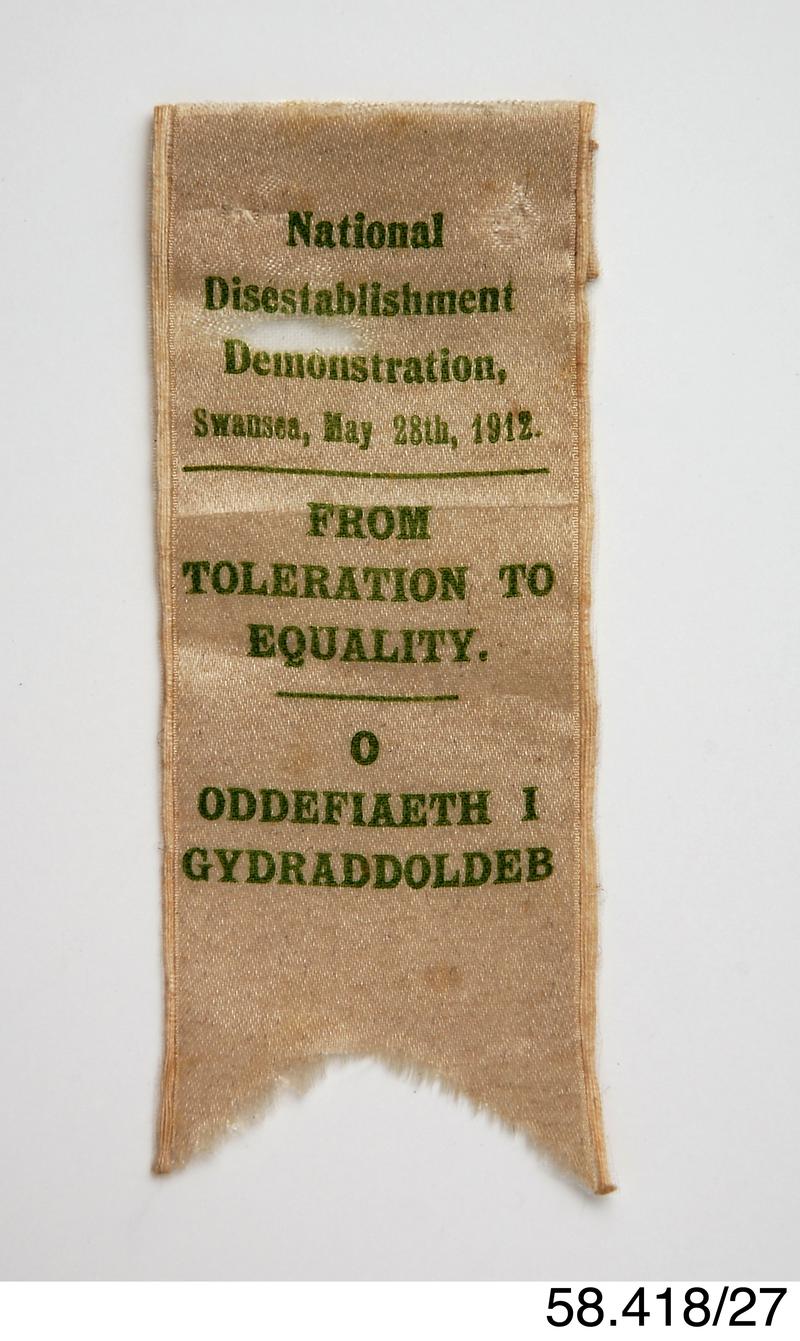 National
Disestablishment
Demonstration,
Swansea, May 28th, 1912.
FROM
TOLERATION TO
EQUALITY.
O
ODDEFIAETH I
GYDRADDOLDEB
58.418/27